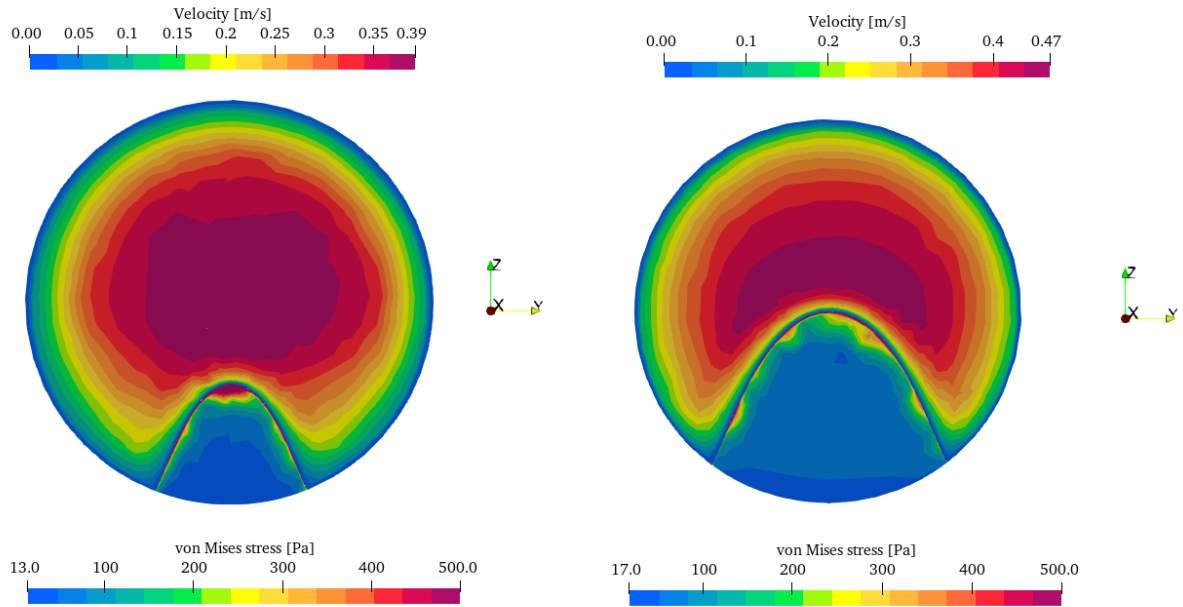 Velocity [m/s]
0.00 0.05 0.1 0.15 0.2 0.25 0.3 0.35 0.39
Velocity [m/s]
0.00 0.1 0.2 0.3 0.4 0.47
Z
X
Y
Z
X
Y
von Mises stress [Pa]
13.0 100 200 300 400 500.0
von Mises stress [Pa]
17.0 100 200 300 400 500.0